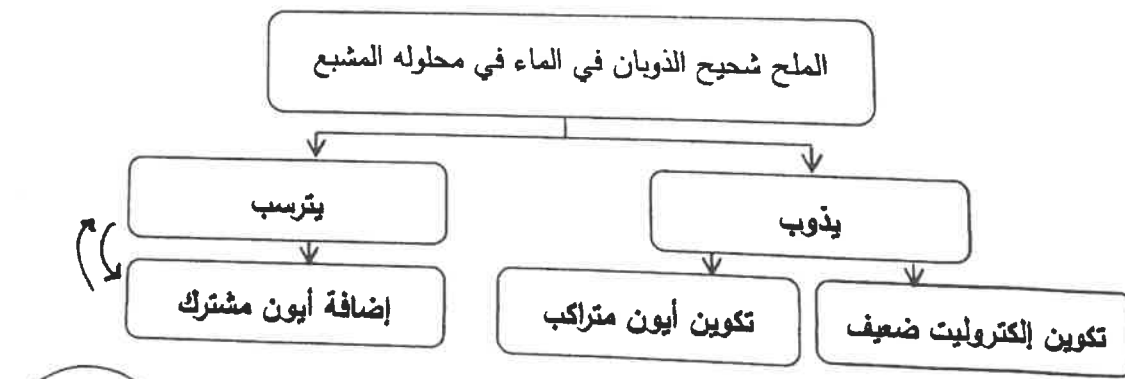 الملح شحيح الذوبان في الماء في محلوله المشبع
يذوب
يترسب
تكوين إلكتروليت ضعيف
تكوين أيون متراكب
إضافة أيون مشترك